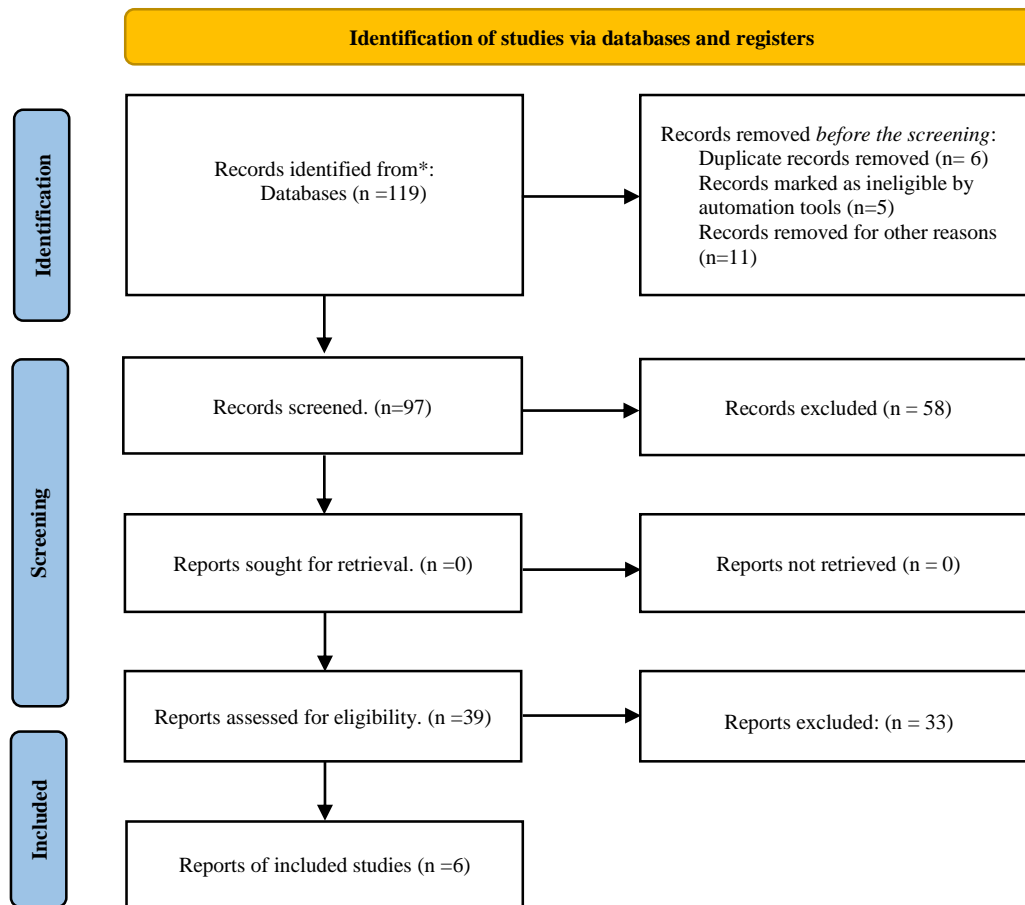 Identification of studies via databases and registers
Identification
Records identified from*:
Databases (n =119)
Records removed before the screening:
Duplicate records removed (n= 6)
Records marked as ineligible by
automation tools (n=5)
Records removed for other reasons
(n=11)
Screening
Records screened. (n=97)
Records excluded (n = 58)
Reports sought for retrieval. (n =0)
Reports not retrieved (n = 0)
Reports assessed for eligibility. (n =39)
Reports excluded: (n = 33)
Included
Reports of included studies (n =6)